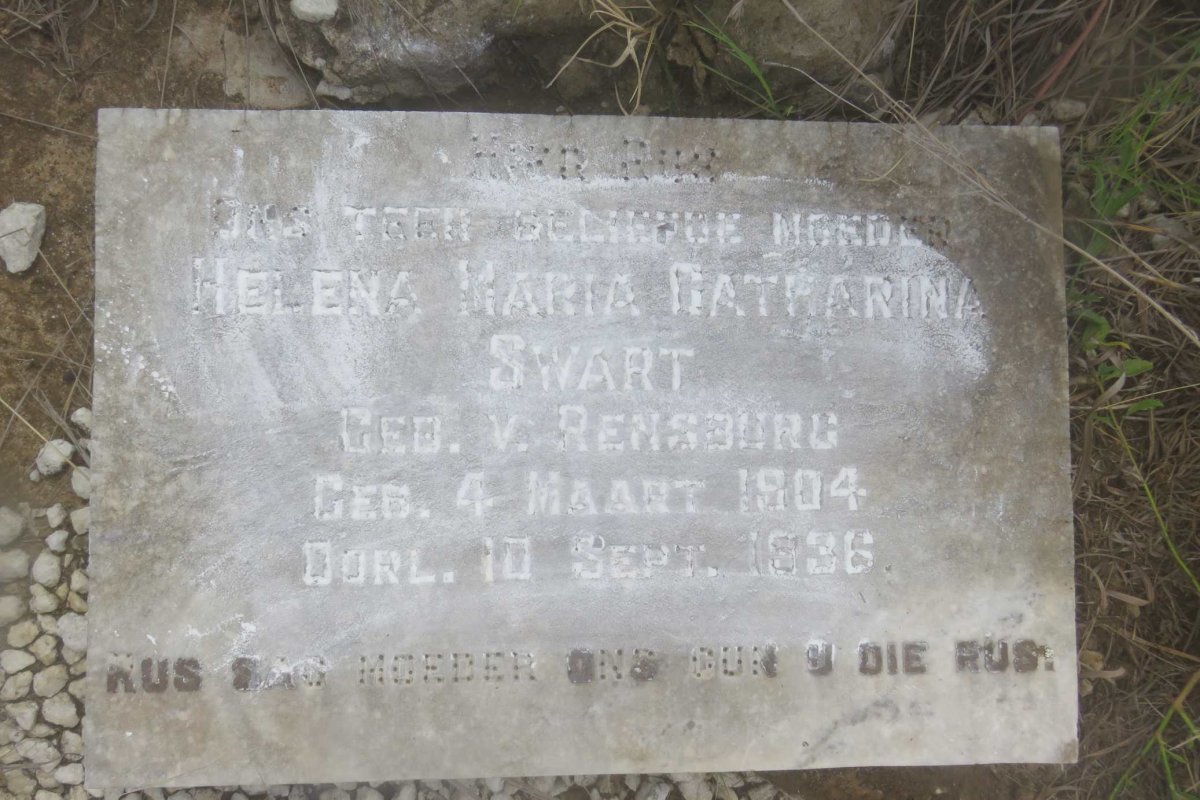 HIER RUS
ONS TEER GELIEFDE MOEDER
HELENA MARIA CATHARINA
SWART
GEB. V. RENSBURG
GEB. 4 MAART 1904
OORL. 10 SEPT. 1936
RUS SAG MOEDER ONS GUN U DIE RUS.